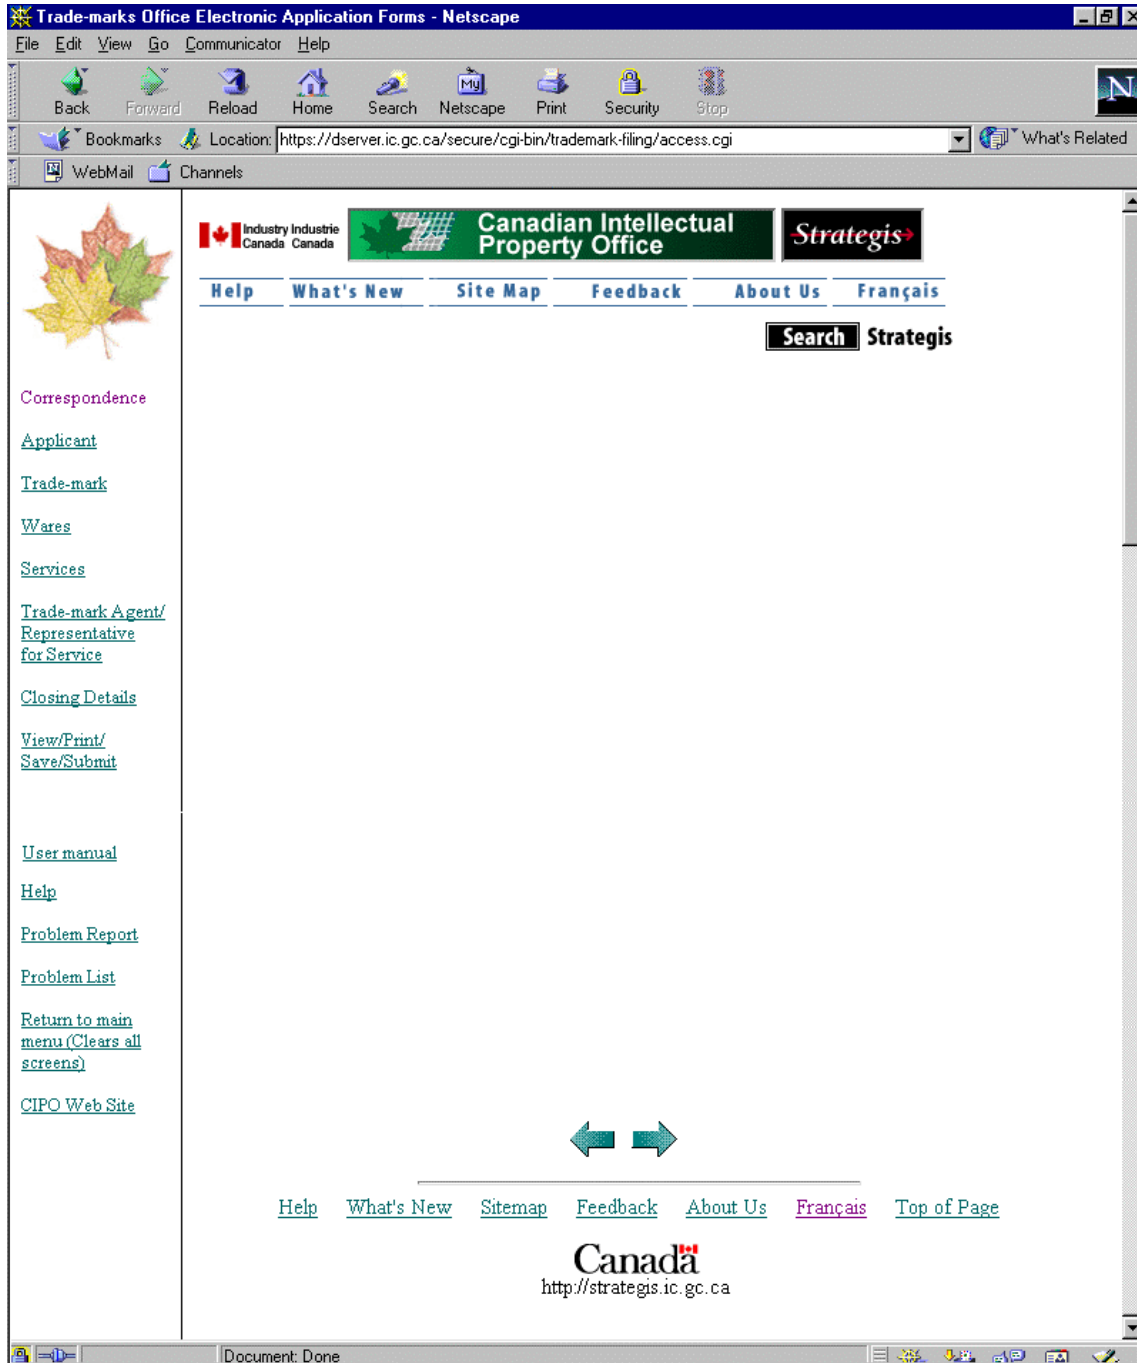 Trade-marks Office Electronic Application Forms - Netscape
File Edit View Go Communicator Help
My
N
Back Forward Reload Home Search Netscape Print Security Stop
Bookmarks Location: https://dserver.ic.gc.ca/secure/cgi-bin/trademark-filing/access.cgi What's Related
WebMail Channels
Industry Industrie
Canada Canada
Canadian Intellectual
Property Office
Strategis
Help What's New Site Map Feedback About Us Français
Search Strategis
Correspondence
Applicant
Trade-mark
Wares
Services
Trade-mark Agent/
Representative
for Service
Closing Details
View/Print/
Save/Submit
User manual
Help
Problem Report
Problem List
Return to main
menu (Clears all
screens)
CIPO Web Site
Help What's New Sitemap Feedback About Us Français Top of Page
Canada
http://strategis.ic.gc.ca
Document: Done